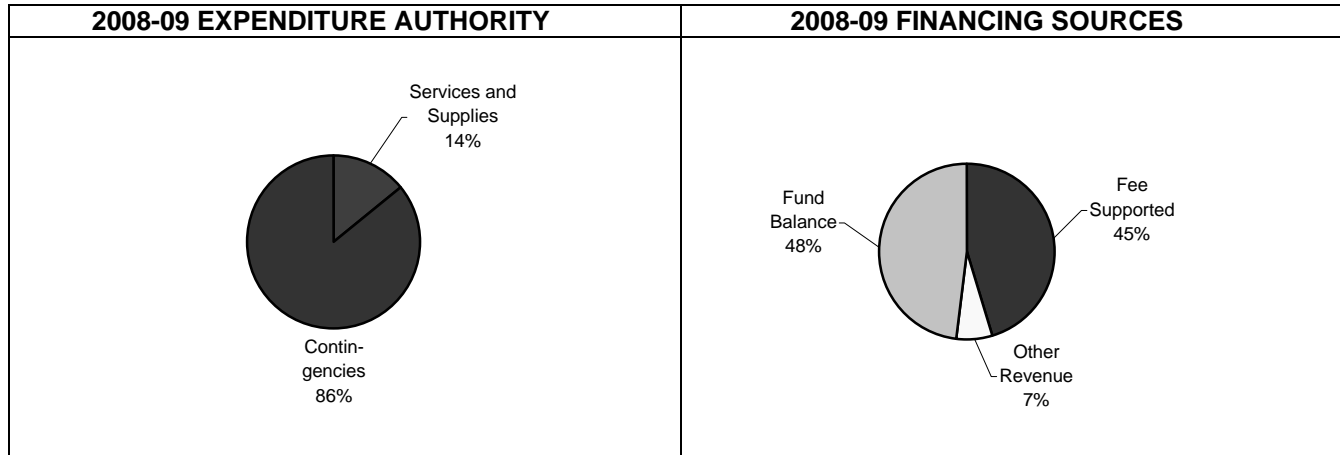 2008-09 EXPENDITURE AUTHORITY
Services and
Supplies
14%
Contin-
gencies
86%
2008-09 FINANCING SOURCES
Fund
Balance
48%
Fee
Supported
45%
Other
Revenue
7%